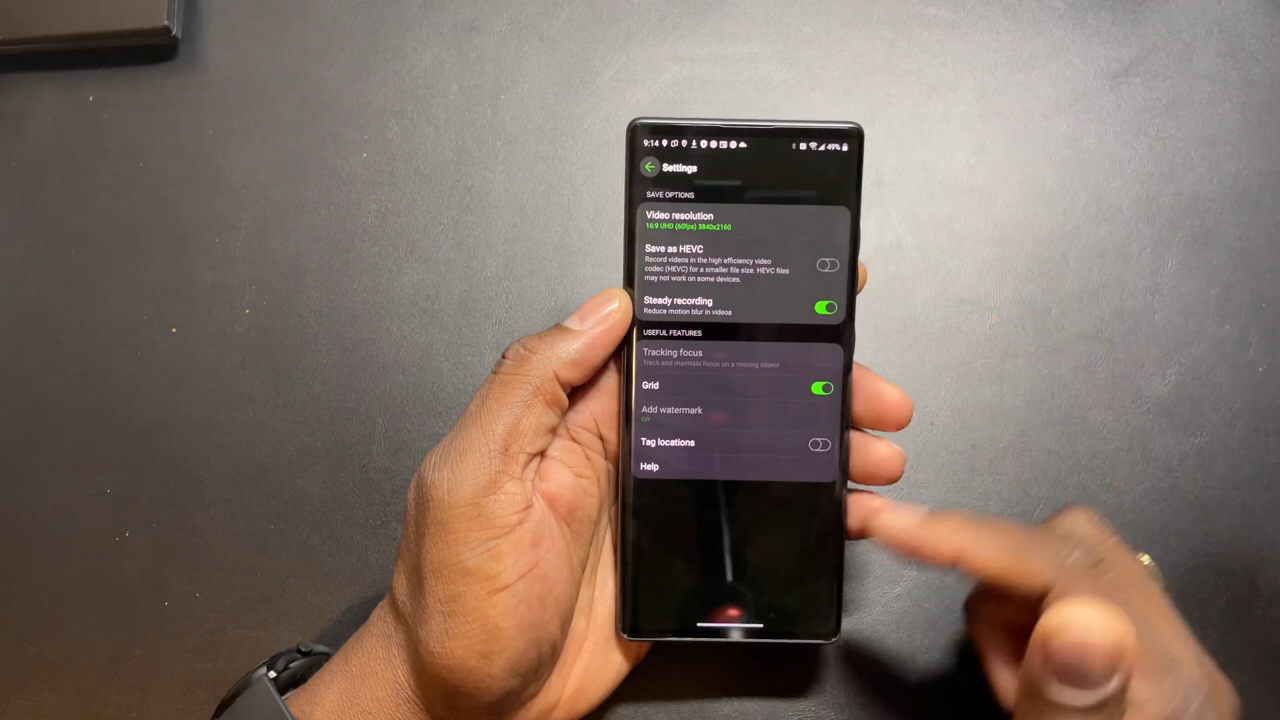 9:14
49%
Settings
SAVE OPTIONS
Video resolution
16:9 UHD (60fps) 3840x2160
Save as HEVC
Record videos in the high efficiency video
codec (HEVC) for a smaller file size. HEVC files
may not work on some devices.
Steady recording
Reduce motion blur in videos
USEFUL FEATURES
Tracking focus
Track and maintain focus on a moving object
Grid
Add watermark
Off
Tag locations
Help